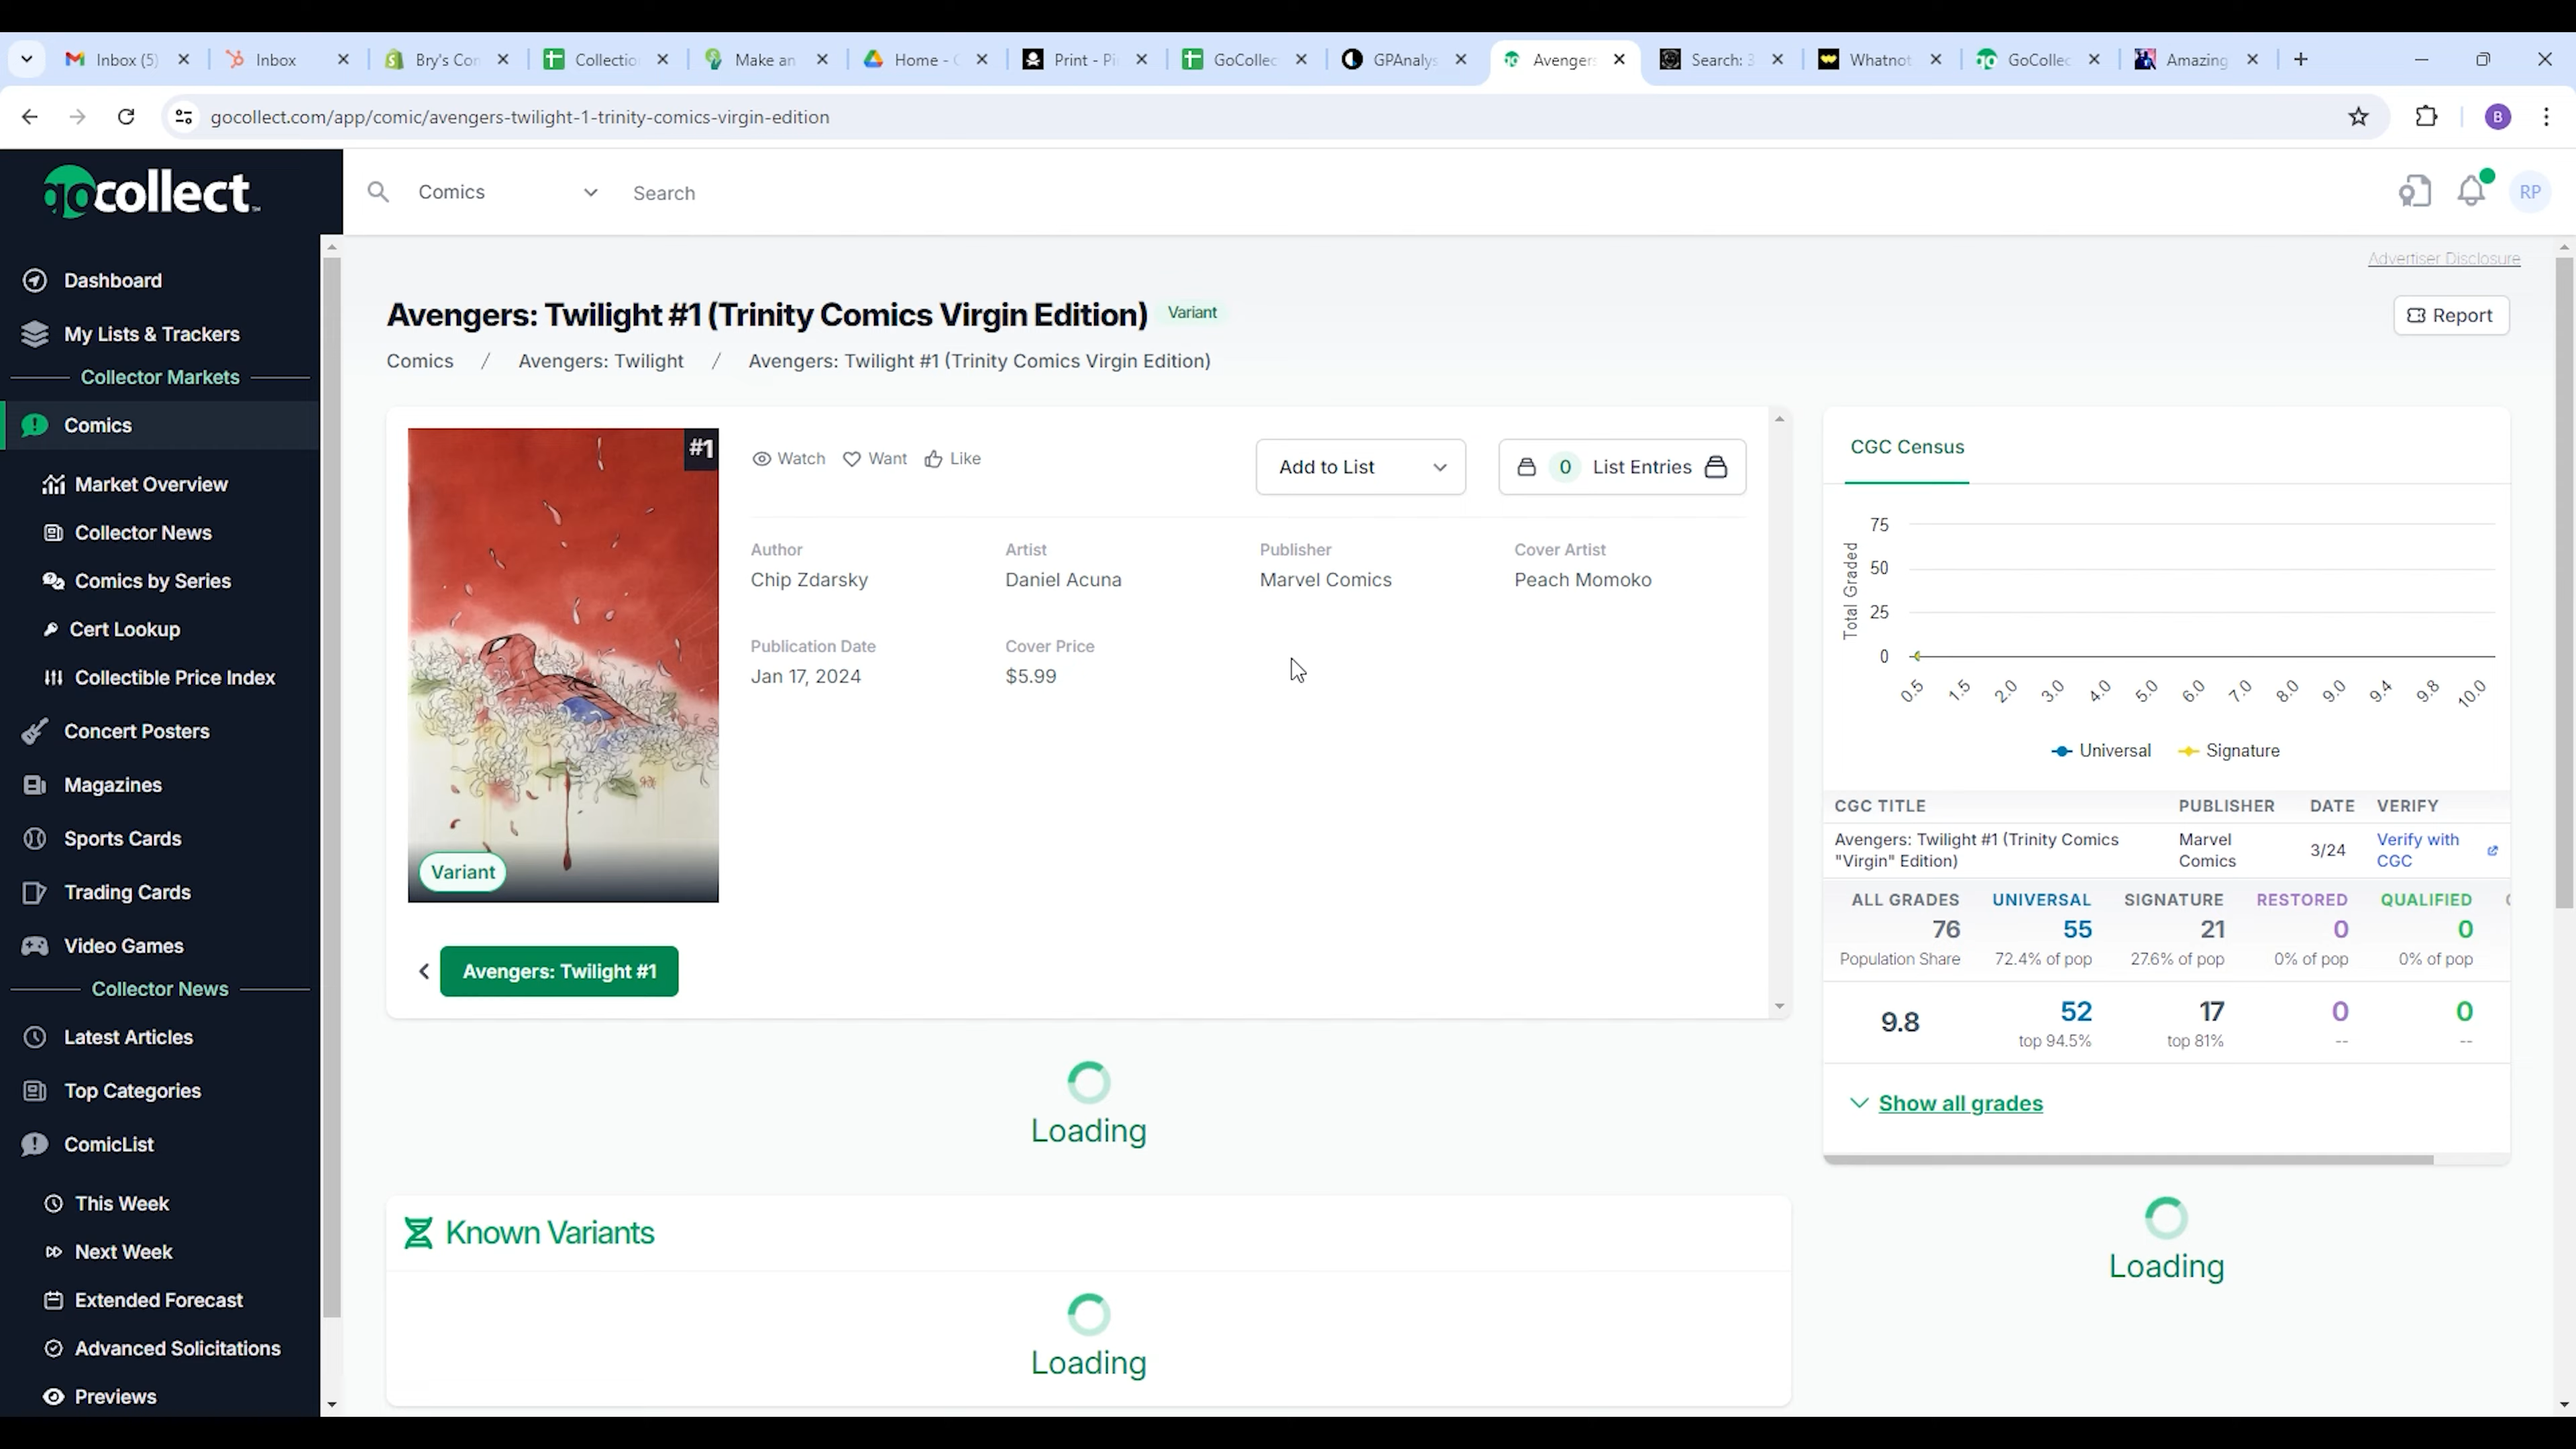 Inbox (5)
Inbox
Bry's Con
Collectio
Make an
Home - 
Print - Pi
GoCollec
GPAnalys
Avengers
Search: 3
Whatnot
GoCollec
Amazing
gocollect.com/app/comic/avengers-twilight-1-trinity-comics-virgin-edition
B
gocollect
Comics
Search
RP
Dashboard
My Lists & Trackers
Collector Markets
Comics
Market Overview
Collector News
Comics by Series
Cert Lookup
Collectible Price Index
Concert Posters
Magazines
Sports Cards
Trading Cards
Video Games
Collector News
Latest Articles
Top Categories
ComicList
This Week
Next Week
Extended Forecast
Advanced Solicitations
Previews
Advertiser Disclosure
Avengers: Twilight #1 (Trinity Comics Virgin Edition) Variant
Report
Comics / Avengers: Twilight / Avengers: Twilight #1 (Trinity Comics Virgin Edition)
#1
Variant
Watch Want Like
Add to List
0 List Entries
Author
Chip Zdarsky
Artist
Daniel Acuna
Publisher
Marvel Comics
Cover Artist
Peach Momoko
Publication Date
Jan 17, 2024
Cover Price
$5.99
Avengers: Twilight #1
Loading
Known Variants
Loading
CGC Census
Total Graded
75
50
25
0
0.5 1.5 2.0 3.0 4.0 5.0 6.0 7.0 8.0 9.0 9.4 9.8 10.0
Universal Signature
CGC TITLE PUBLISHER DATE VERIFY
Avengers: Twilight #1 (Trinity Comics "Virgin" Edition)
Marvel Comics
3/24
Verify with CGC
ALL GRADES UNIVERSAL SIGNATURE RESTORED QUALIFIED
76 55 21 0 0
Population Share 72.4% of pop 27.6% of pop 0% of pop 0% of pop
9.8 52 17 0 0
top 94.5% top 81% -- --
Show all grades
Loading